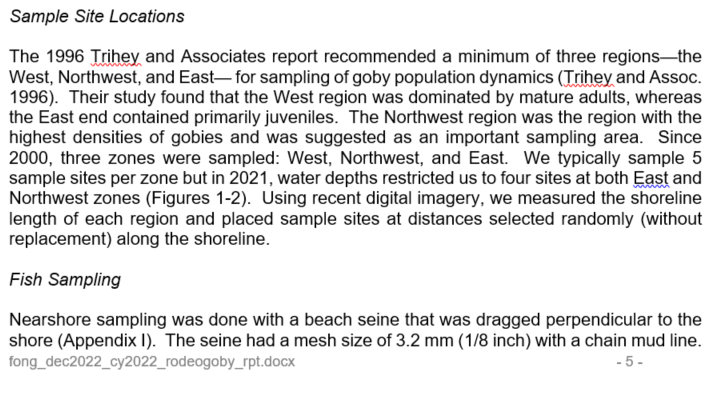 Sample Site Locations
The 1996 Trihey and Associates report recommended a minimum of three regions—the
West, Northwest, and East— for sampling of goby population dynamics (Trihey and Assoc.
1996).  Their study found that the West region was dominated by mature adults, whereas
the East end contained primarily juveniles.  The Northwest region was the region with the
highest densities of gobies and was suggested as an important sampling area.  Since
2000, three zones were sampled: West, Northwest, and East.  We typically sample 5
sample sites per zone but in 2021, water depths restricted us to four sites at both East and
Northwest zones (Figures 1-2).  Using recent digital imagery, we measured the shoreline
length of each region and placed sample sites at distances selected randomly (without
replacement) along the shoreline.
Fish Sampling
Nearshore sampling was done with a beach seine that was dragged perpendicular to the
shore (Appendix I).  The seine had a mesh size of 3.2 mm (1/8 inch) with a chain mud line.
fong_dec2022_cy2022_rodeogoby_rpt.docx - 5 -